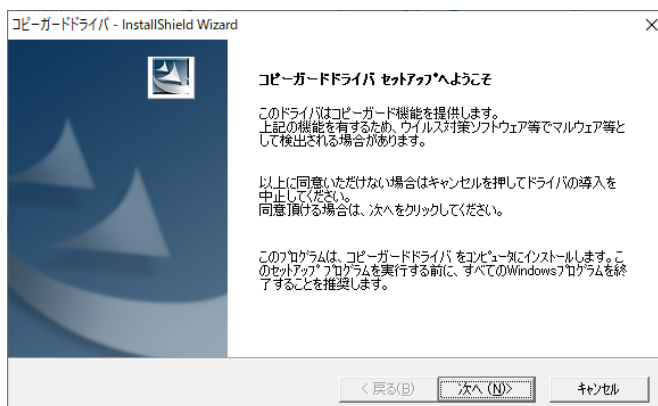 コピーガードドライバ - InstallShield Wizard
コピーガードドライバ セットアップへようこそ
このドライバはコピーガード機能を提供します。
上記の機能を有するため、ウイルス対策ソフトウェア等でマルウェア等と
して検出される場合があります。
以上に同意いただけない場合はキャンセルを押してドライバの導入を
中止してください。
同意頂ける場合は、次へをクリックしてください。
このプログラムは、コピーガードドライバ をコンピュータにインストールします。こ
のセットアップ プログラムを実行する前に、すべてのWindowsプログラムを終
了することを推奨します。
< 戻る(B)
次へ (N)>
キャンセル